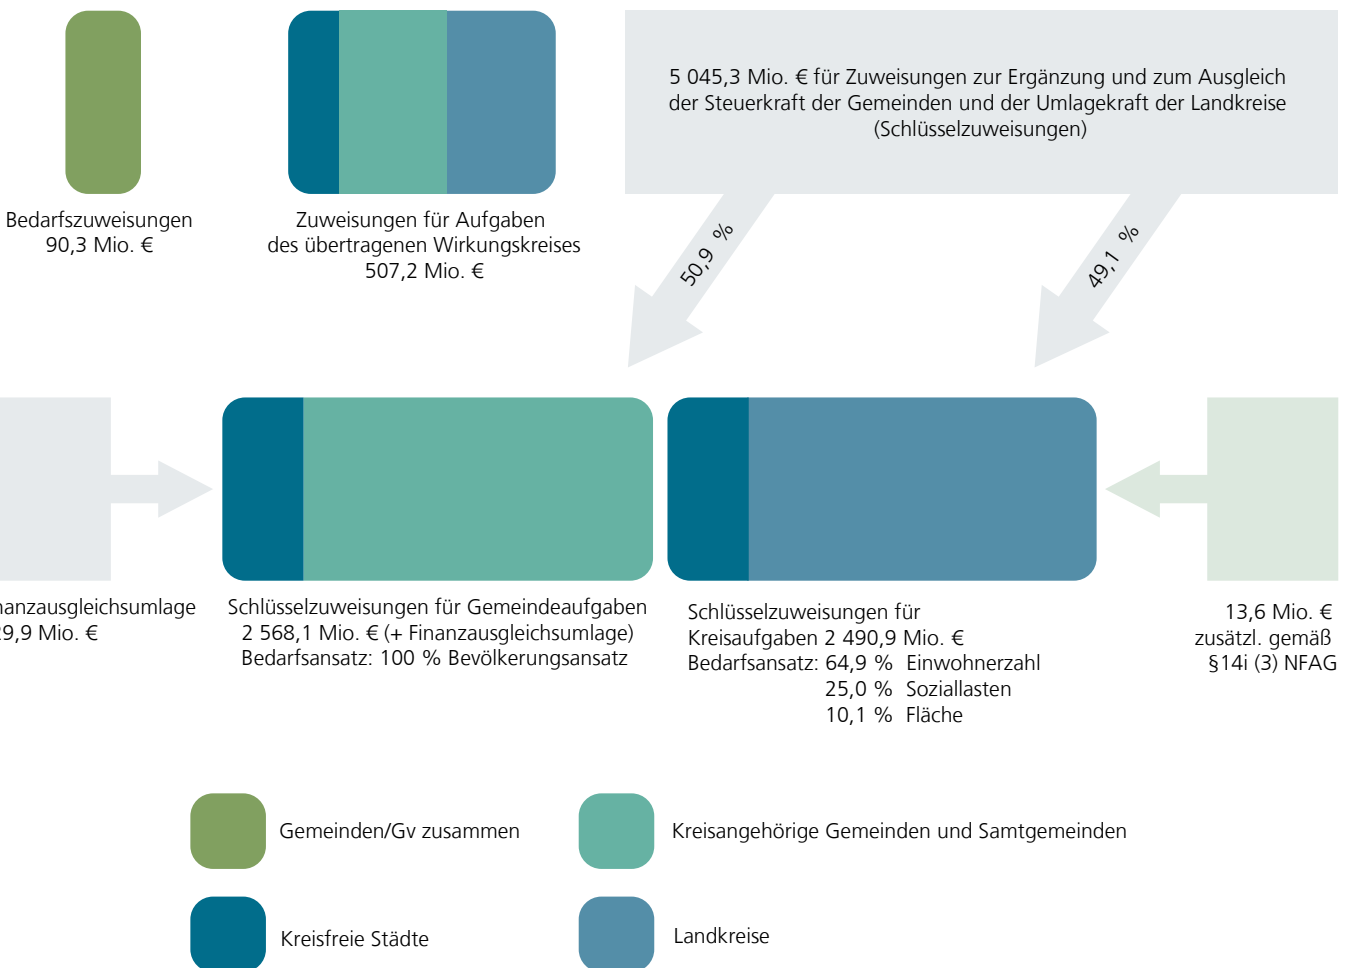 5 045,3 Mio. € für Zuweisungen zur Ergänzung und zum Ausgleich
der Steuerkraft der Gemeinden und der Umlagekraft der Landkreise
(Schlüsselzuweisungen)
Bedarfszuweisungen
90,3 Mio. €
Zuweisungen für Aufgaben
des übertragenen Wirkungskreises
507,2 Mio. €
50,9 %
49,1 %
nanzausgleichsumlage
9,9 Mio. €
Schlüsselzuweisungen für Gemeindeaufgaben
2 568,1 Mio. € (+ Finanzausgleichsumlage)
Bedarfsansatz: 100 % Bevölkerungsansatz
Schlüsselzuweisungen für
Kreisaufgaben 2 490,9 Mio. €
Bedarfsansatz: 64,9 % Einwohnerzahl
25,0 % Soziallasten
10,1 % Fläche
13,6 Mio. €
zusätzl. gemäß
§14i (3) NFAG
Gemeinden/Gv zusammen
Kreisangehörige Gemeinden und Samtgemeinden
Kreisfreie Städte
Landkreise